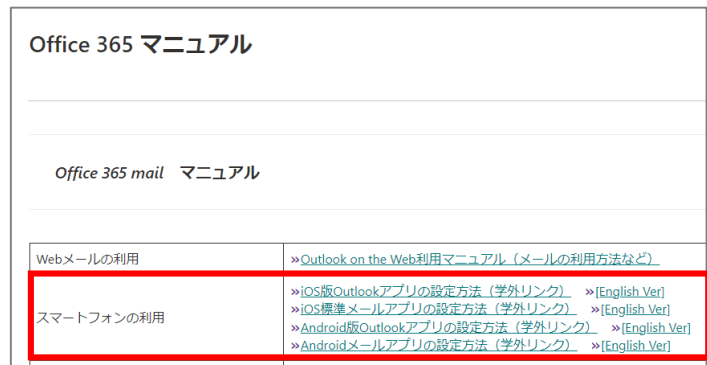 Office 365 マニュアル
Office 365 mail　マニュアル
Webメールの利用
»Outlook on the Web利用マニュアル（メールの利用方法など）
スマートフォンの利用
»iOS版Outlookアプリの設定方法（学外リンク）　»[English Ver]
»iOS標準メールアプリの設定方法（学外リンク）　»[English Ver]
»Android版Outlookアプリの設定方法（学外リンク）　»[English Ver]
»Androidメールアプリの設定方法（学外リンク）　»[English Ver]